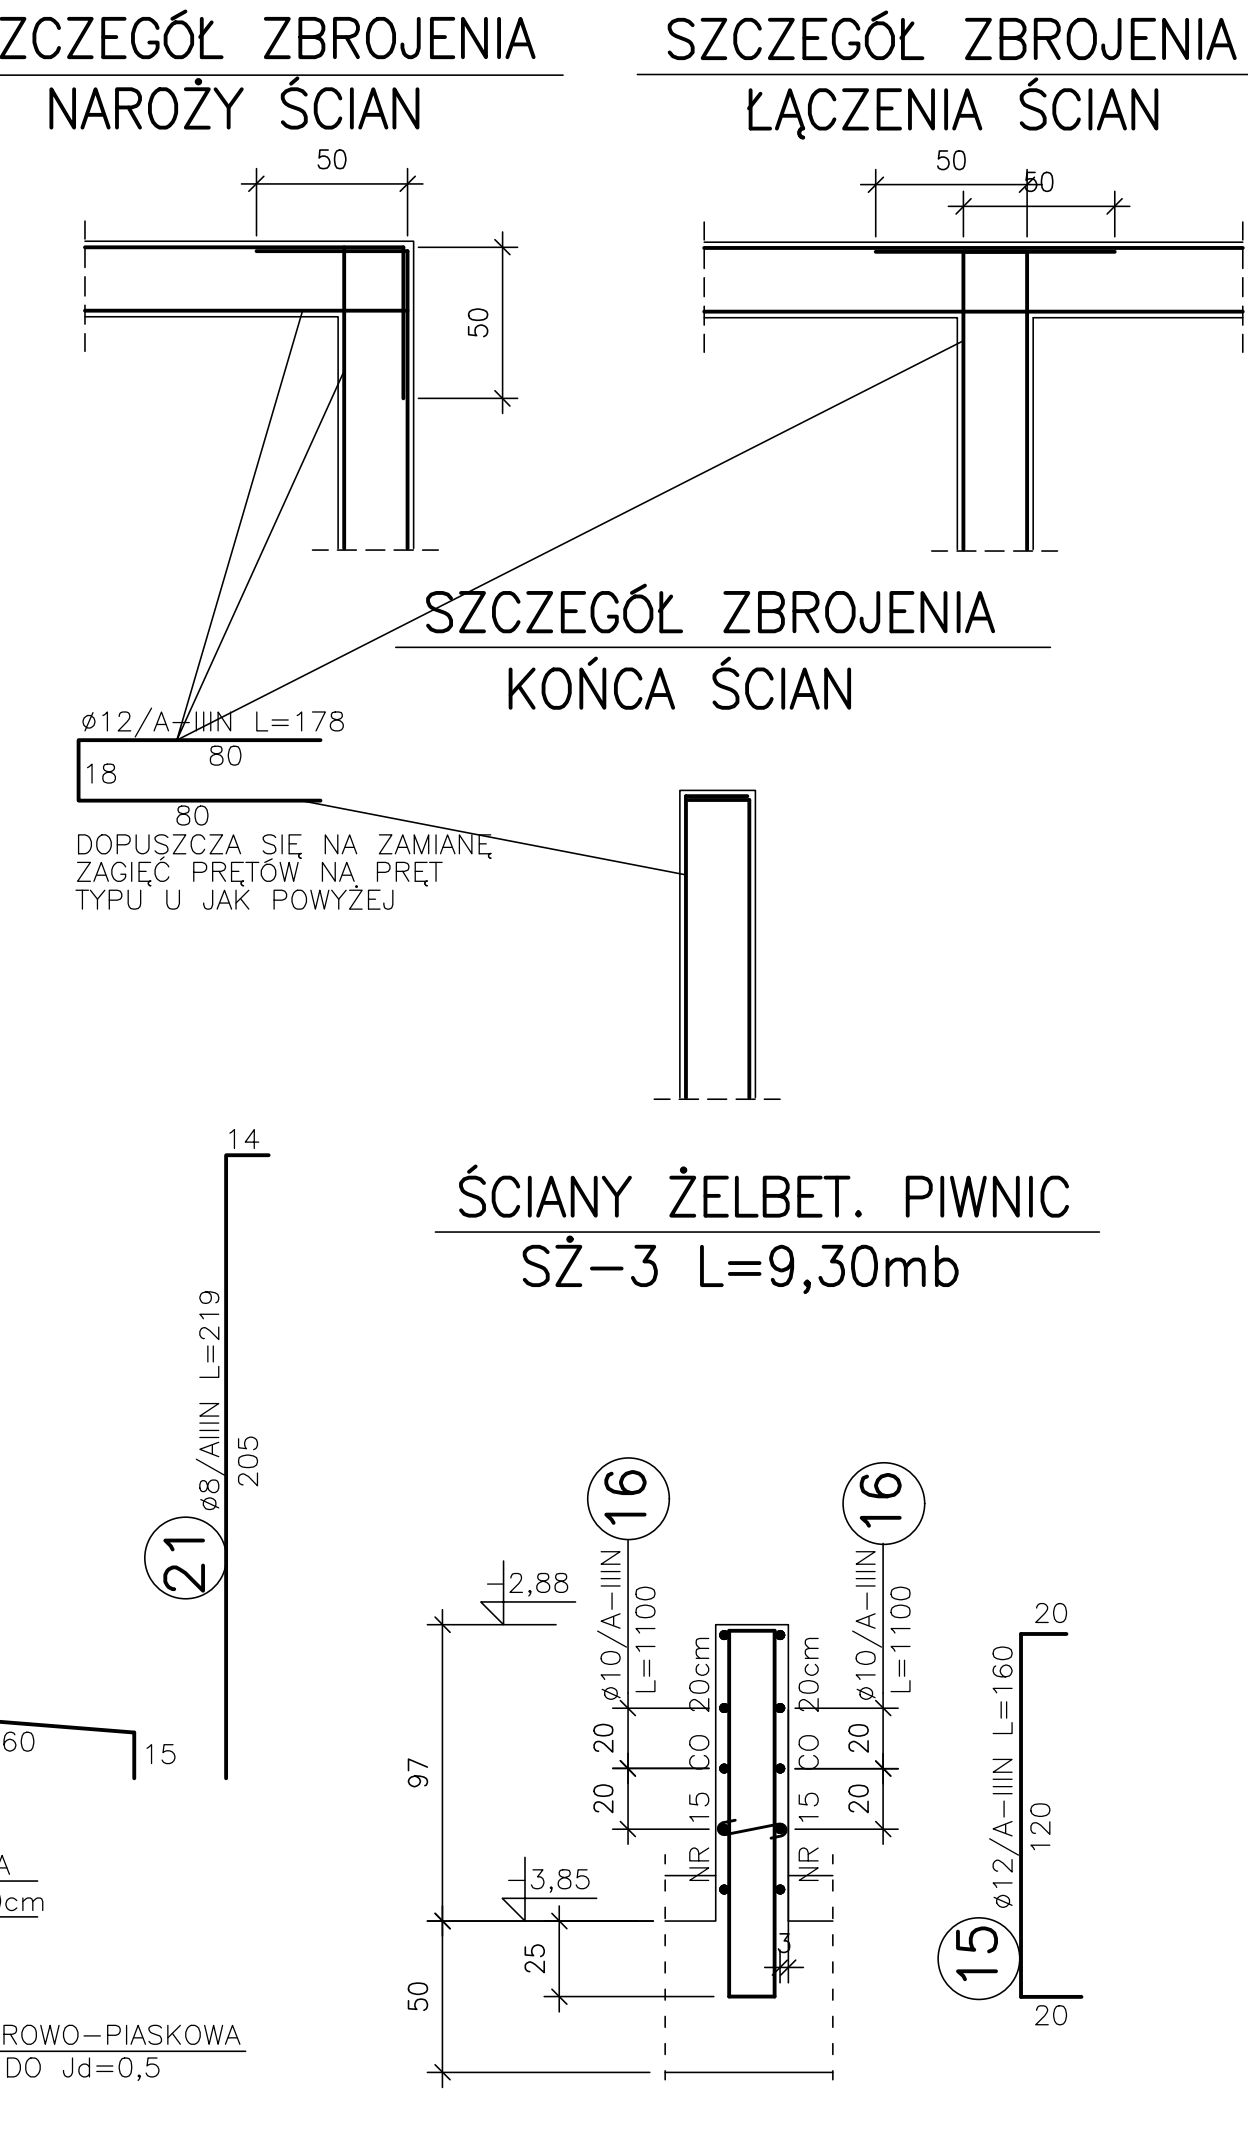 ZCZEGÓŁ ZBROJENIA
NAROŻY ŚCIAN
50
50
SZCZEGÓŁ ZBROJENIA
ŁĄCZENIA ŚCIAN
50
50
SZCZEGÓŁ ZBROJENIA
KOŃCA ŚCIAN
ø12/A-IIIN L=178
80
18
80
DOPUSZCZA SIĘ NA ZAMIANĘ
ZAGIĘĆ PRĘTÓW NA PRĘT
TYPU U JAK POWYŻEJ
14
ø8/AIIIN L=219
205
21
60
15
A
0cm
ROWO-PIASKOWA
DO Jd=0,5
ŚCIANY ŻELBET. PIWNIC
SŻ-3 L=9,30mb
16
ø10/A-IIIN
L=1100
16
ø10/A-IIIN
L=1100
-2,88
97
20
20
NR 15 CO 20cm
NR 15 CO 20cm
20
20
-3,85
25
50
3
20
ø12/A-IIIN L=160
120
15
20